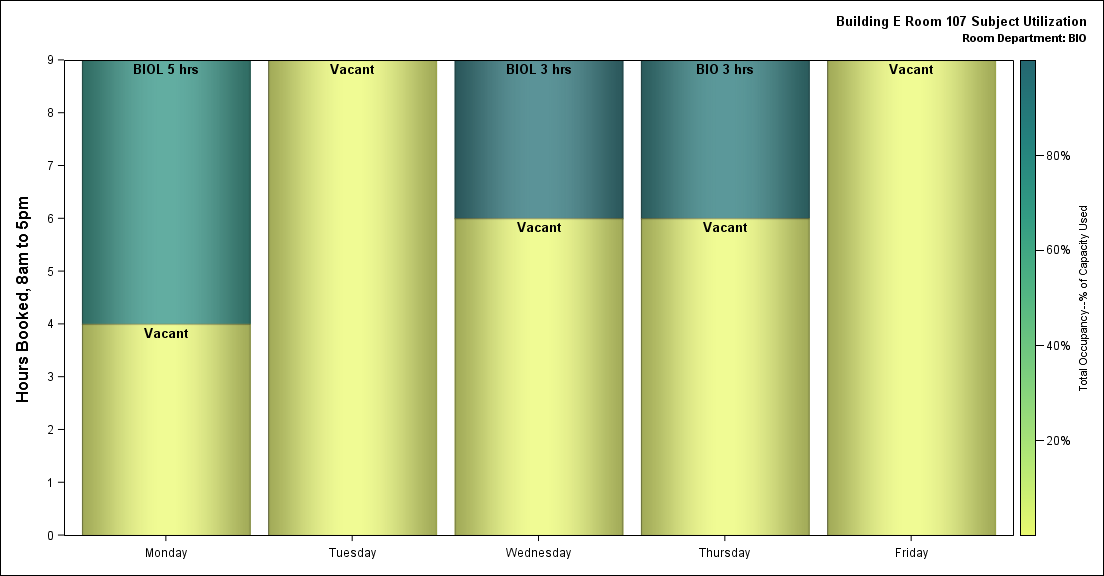 Building E Room 107 Subject Utilization
Room Department: BIO
Hours Booked, 8am to 5pm
9
8
7
6
5
4
3
2
1
0
BIOL 5 hrs
Vacant
Vacant
BIOL 3 hrs
Vacant
BIO 3 hrs
Vacant
Vacant
Monday
Tuesday
Wednesday
Thursday
Friday
80%
60%
40%
20%
Total Occupancy--% of Capacity Used